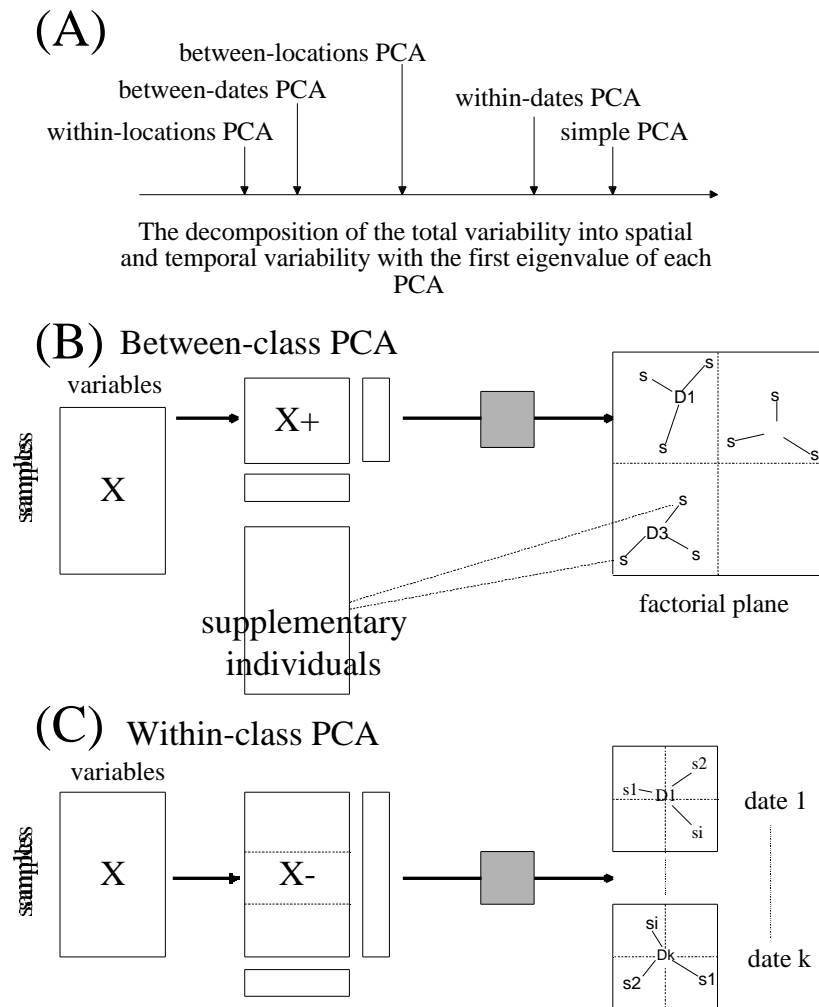 (A)
between-locations PCA
between-dates PCA
within-dates PCA
within-locations PCA
simple PCA
The decomposition of the total variability into spatial
and temporal variability with the first eigenvalue of each
PCA
(B) Between-class PCA
variables
samples
X
X+
s
s
D1
s
s
s
s
s
D3
s
s
supplementary
individuals
factorial plane
(C) Within-class PCA
variables
samples
X
X-
s2
s1
D1
si
date 1
si
Dk
s2
s1
date k